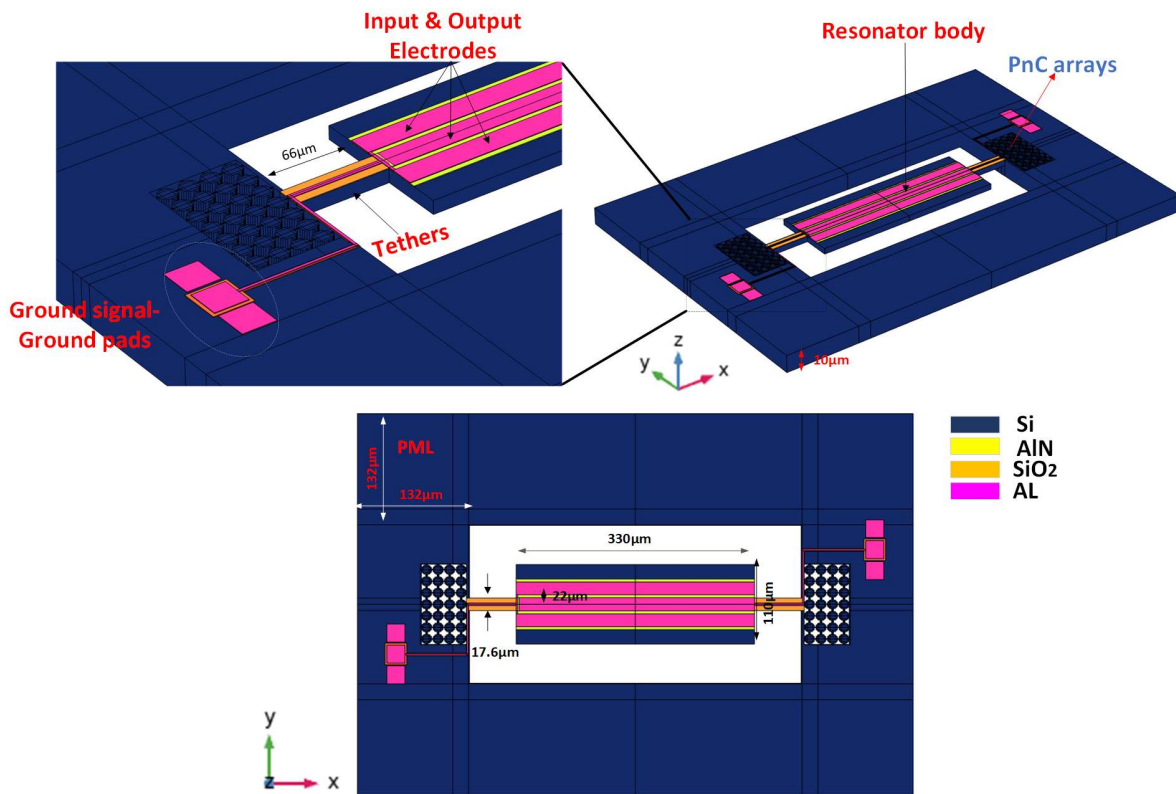 Input & Output
Electrodes
Resonator body
PnC arrays
66µm
Tethers
Ground signal-
Ground pads
z
y
x
10µm
132µm
PML
132µm
330µm
22µm
110µm
17.6µm
Si
AlN
SiO2
AL
y
z
x